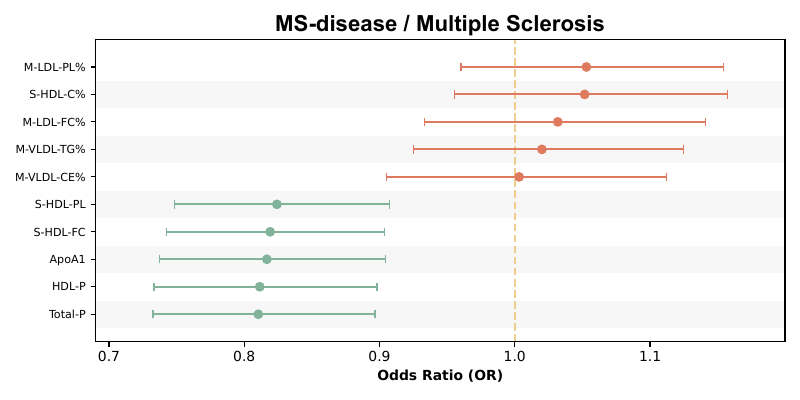 MS-disease / Multiple Sclerosis
M-LDL-PL%
S-HDL-C%
M-LDL-FC%
M-VLDL-TG%
M-VLDL-CE%
S-HDL-PL
S-HDL-FC
ApoA1
HDL-P
Total-P
0.7 0.8 0.9 1.0 1.1
Odds Ratio (OR)